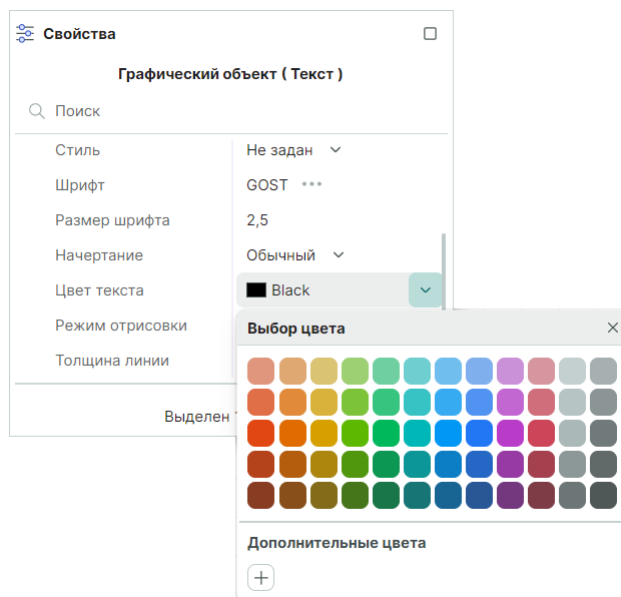 Свойства
Графический объект ( Текст )
Поиск
Стиль Не задан
Шрифт GOST •••
Размер шрифта 2,5
Начертание Обычный
Цвет текста Black
Режим отрисовки
Толщина линии
Выделен
Выбор цвета
Дополнительные цвета